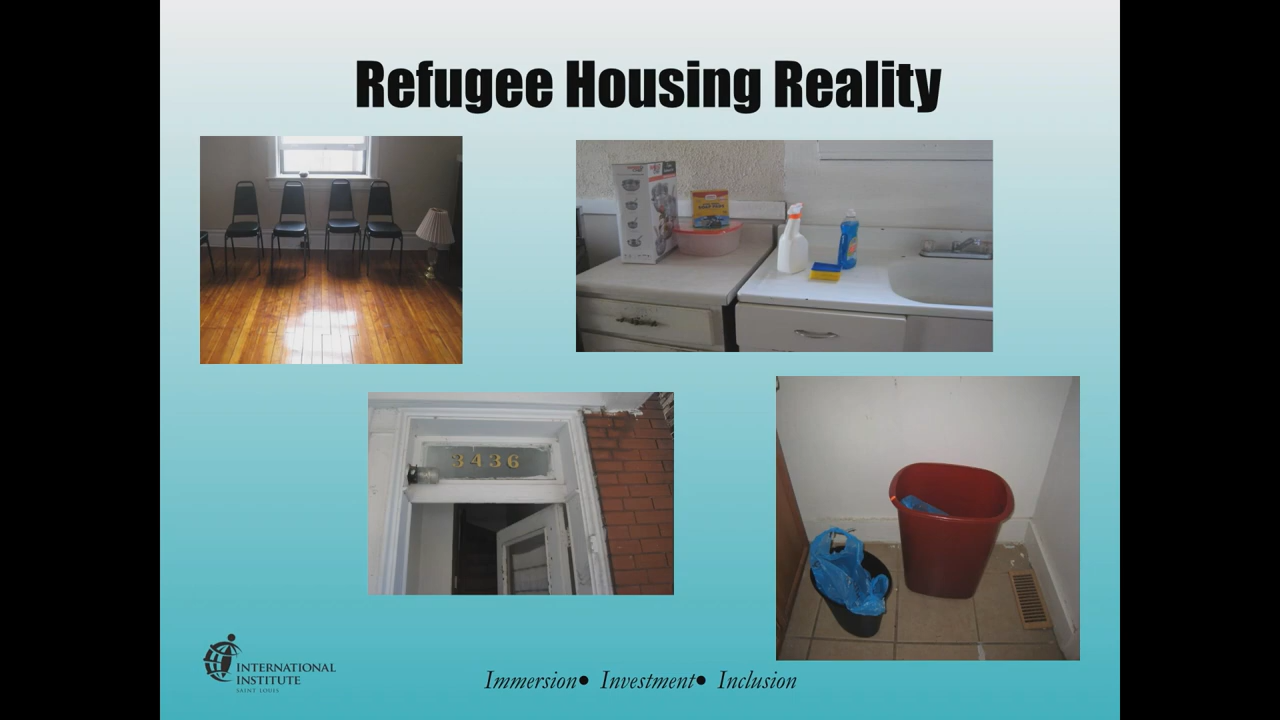 Refugee Housing Reality
3436
INTERNATIONAL
INSTITUTE
SAINT LOUIS
Immersion● Investment● Inclusion